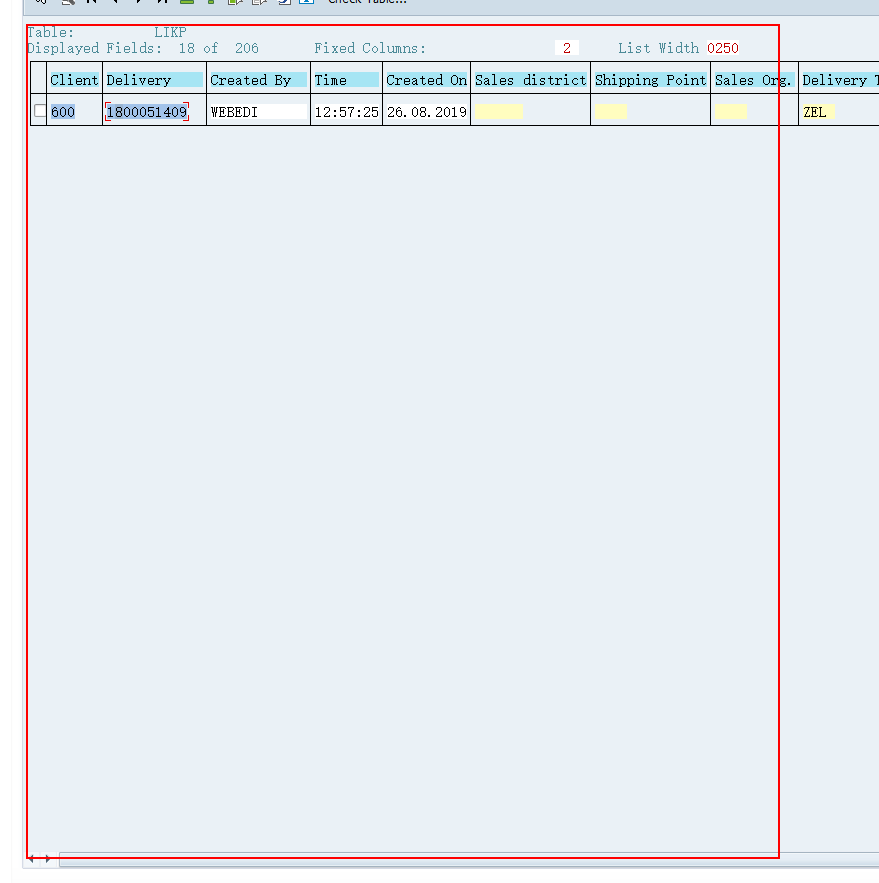 Check Table...
Table: LIKP
Displayed Fields: 18 of 206 Fixed Columns: 2 List Width 0250
Client Delivery Created By Time Created On Sales district Shipping Point Sales Org. Delivery T
600 1800051409 WEBEDI 12:57:25 26.08.2019 ZEL